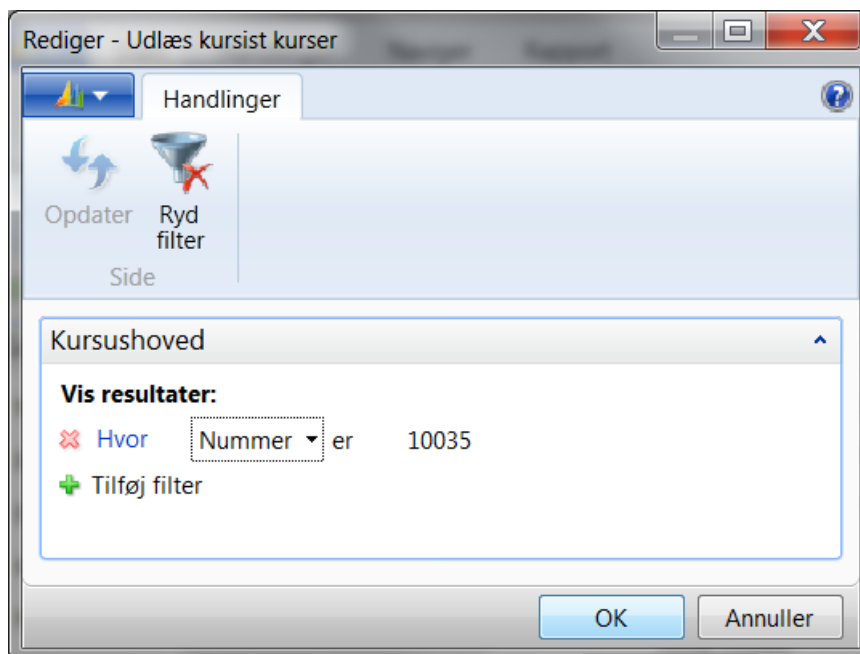 Rediger - Udlæs kursist kurser
Handlinger
Opdater
Ryd
filter
Side
Kursushoved
Vis resultater:
Hvor Nummer er 10035
Tilføj filter
OK Annuller